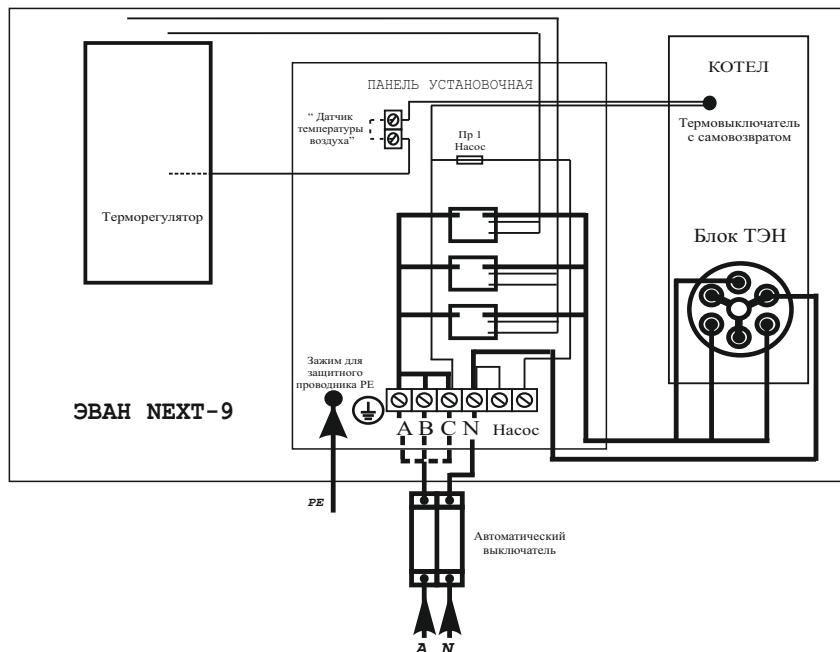 ПАНЕЛЬ УСТАНОВОЧНАЯ
КОТЕЛ
“ Датчик
температуры
воздуха”
Пр 1
Насос
Термовыключатель
с самовозвратом
Терморегулятор
Блок ТЭН
Зажим для
защитного
проводника РЕ
ЭВАН NEXT-9
A B C N Насос
PE
Автоматический
выключатель
A N